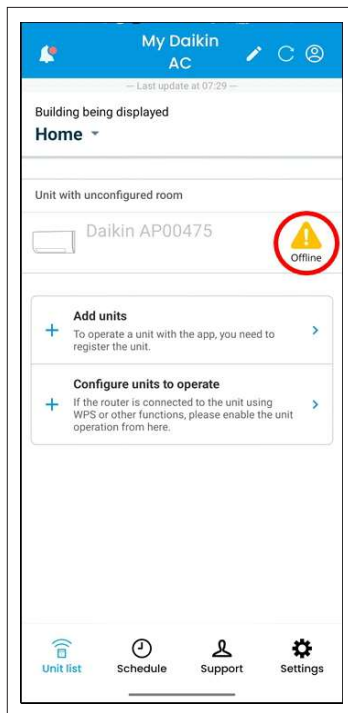 My Daikin
AC
— Last update at 07:29 —
Building being displayed
Home
Unit with unconfigured room
Daikin AP00475
Offline
Add units
To operate a unit with the app, you need to
register the unit.
Configure units to operate
If the router is connected to the unit using
WPS or other functions, please enable the unit
operation from here.
Unit list
Schedule
Support
Settings